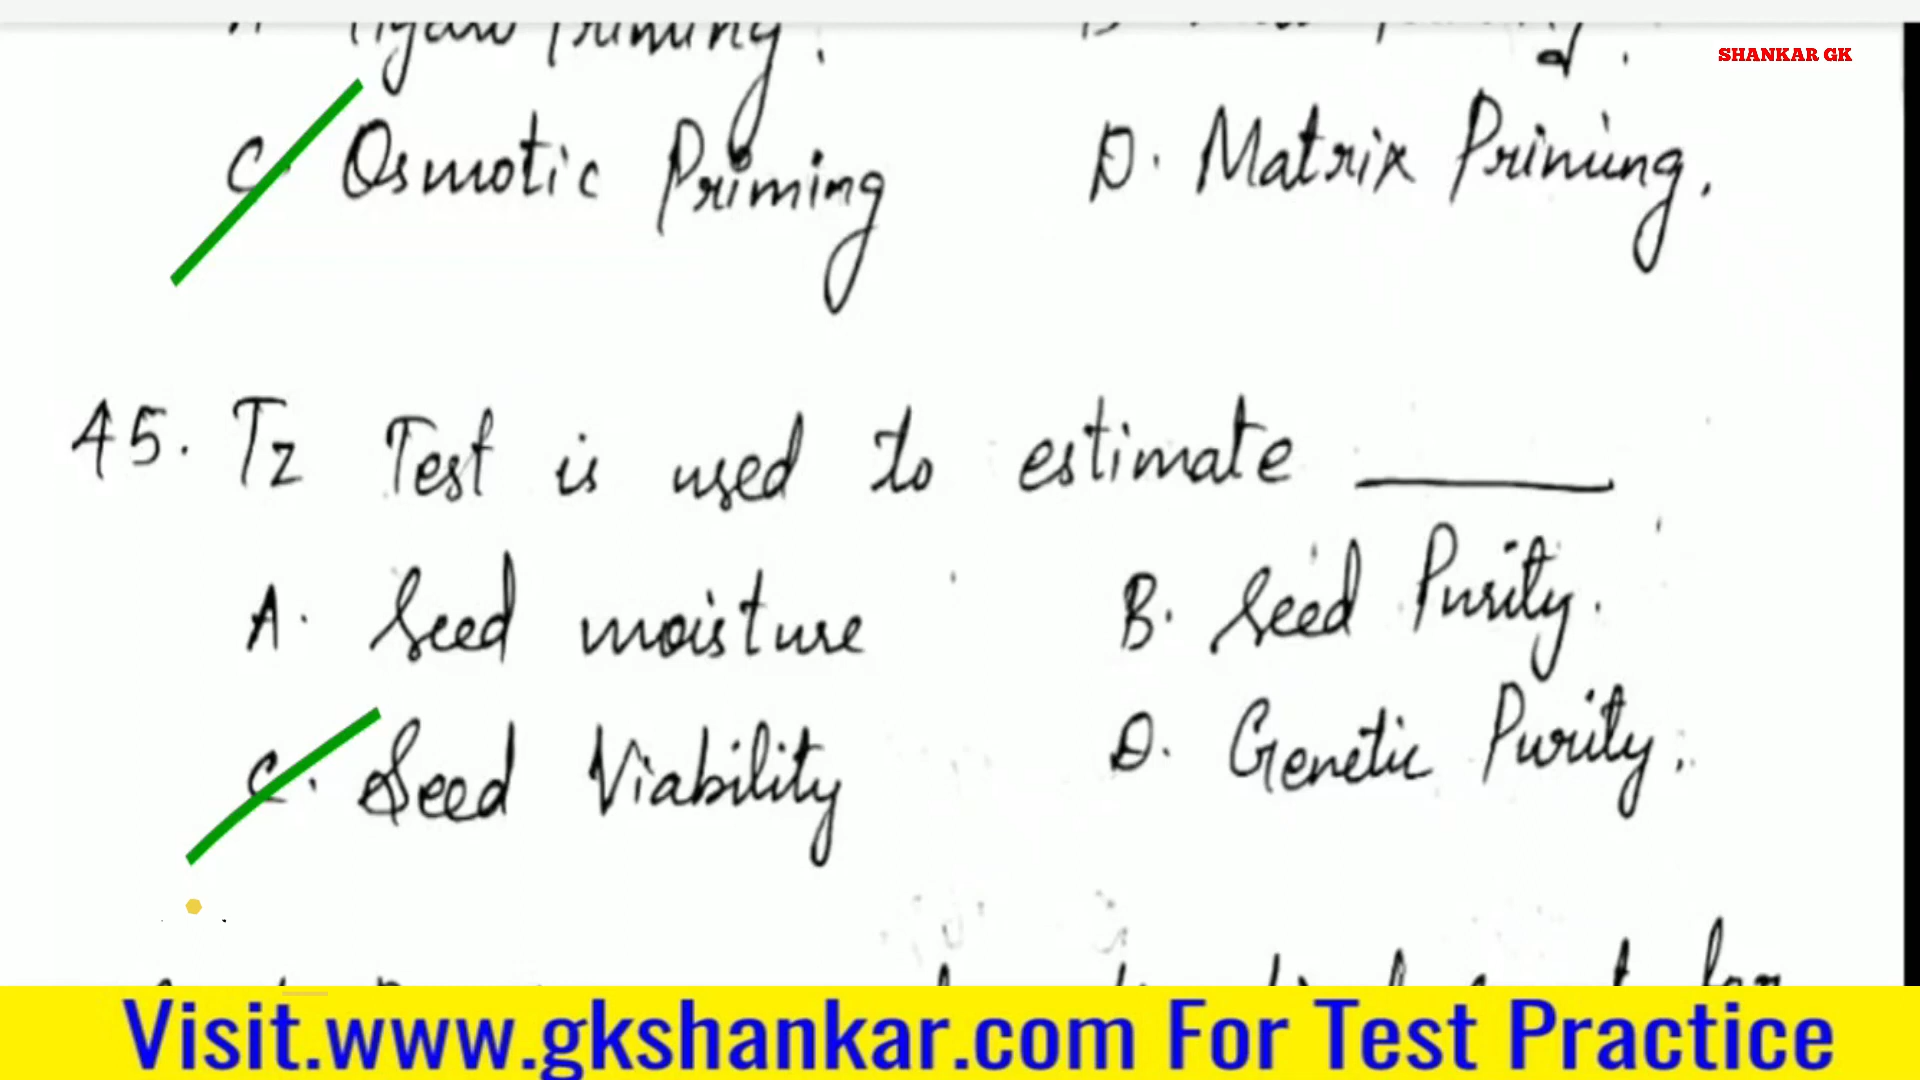 Priming.
SHANKAR GK
C. Osmotic Priming D. Matrix Priming.
45. Tz Test is used to estimate ______
A. Seed moisture B. Seed Purity.
C. Seed Viability D. Genetic Purity.
Visit.www.gkshankar.com For Test Practice